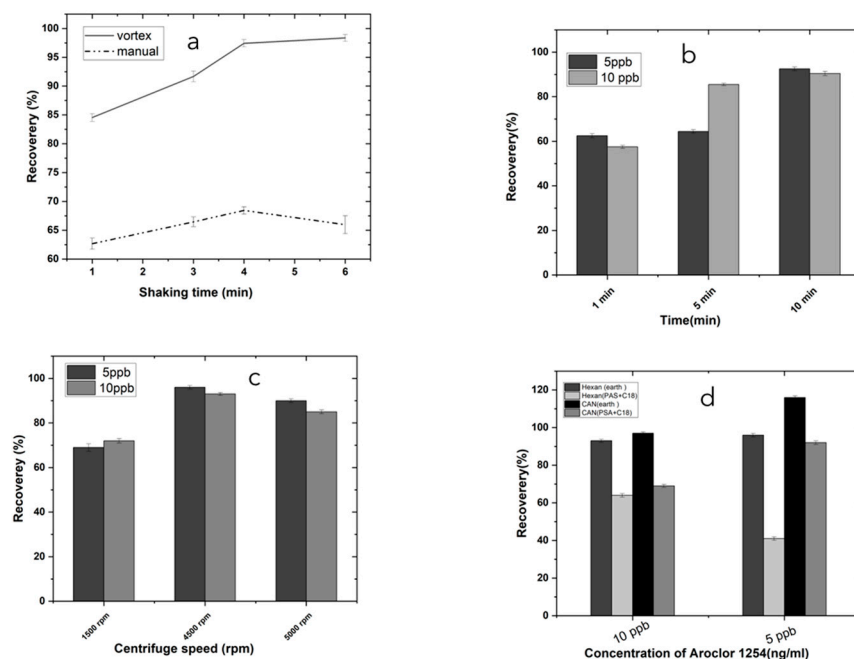 a
vortex
manual
Recoverery (%)
100
95
90
85
80
75
70
65
60
1 2 3 4 5 6
Shaking time (min)
b
5ppb
10 ppb
Recoverery(%)
100
80
60
40
20
0
1 min 5 min 10 min
Time(min)
c
5ppb
10ppb
Recoverey (%)
100
80
60
40
20
0
1500 rpm 4500 rpm 5000 rpm
Centrifuge speed (rpm)
d
Hexan (earth )
Hexan(PAS+C18)
CAN(earth )
CAN(PSA+C18)
Recoverey(%)
120
100
80
60
40
20
0
10 ppb 5 ppb
Concentration of Aroclor 1254(ng/ml)